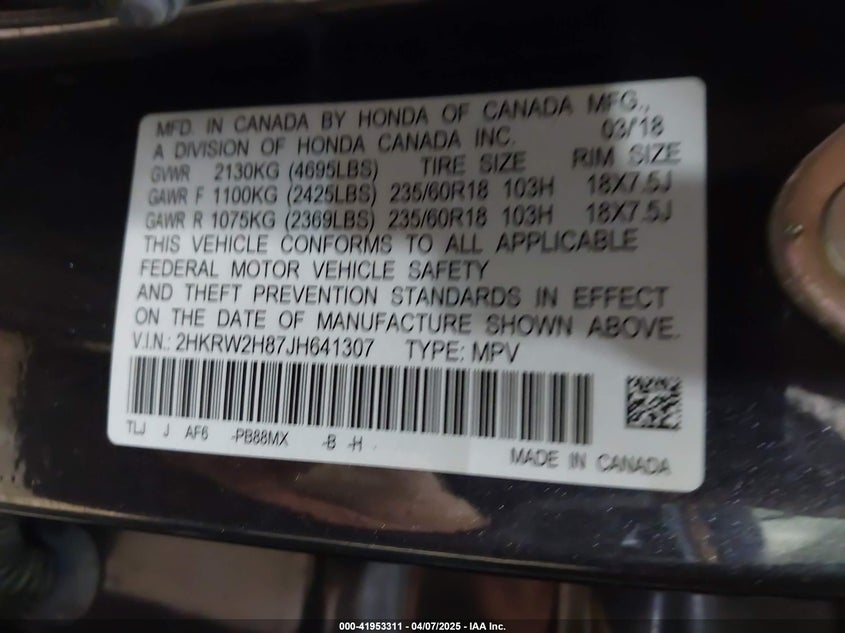 MFD. IN CANADA BY HONDA OF CANADA MFG.,
A DIVISION OF HONDA CANADA INC. 03/18
GVWR 2130KG (4695LBS) TIRE SIZE RIM SIZE
GAWR F 1100KG (2425LBS) 235/60R18 103H 18X7.5J
GAWR R 1075KG (2369LBS) 235/60R18 103H 18X7.5J
THIS VEHICLE CONFORMS TO ALL APPLICABLE
FEDERAL MOTOR VEHICLE SAFETY
AND THEFT PREVENTION STANDARDS IN EFFECT
ON THE DATE OF MANUFACTURE SHOWN ABOVE.
V.I.N.: 2HKRW2H87JH641307 TYPE: MPV
TLJ J AF6 -PB88MX -B -H
MADE IN CANADA
000-41953311 - 04/07/2025 - IAA Inc.